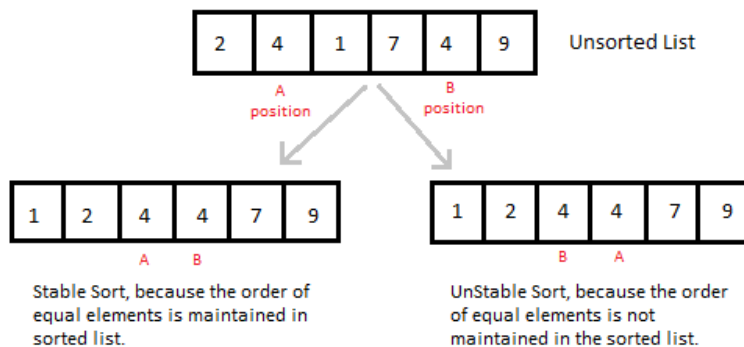 2 4 1 7 4 9 Unsorted List
A position
B position
1 2 4 4 7 9
A B
Stable Sort, because the order of
equal elements is maintained in
sorted list.
1 2 4 4 7 9
B A
UnStable Sort, because the order
of equal elements is not
maintained in the sorted list.